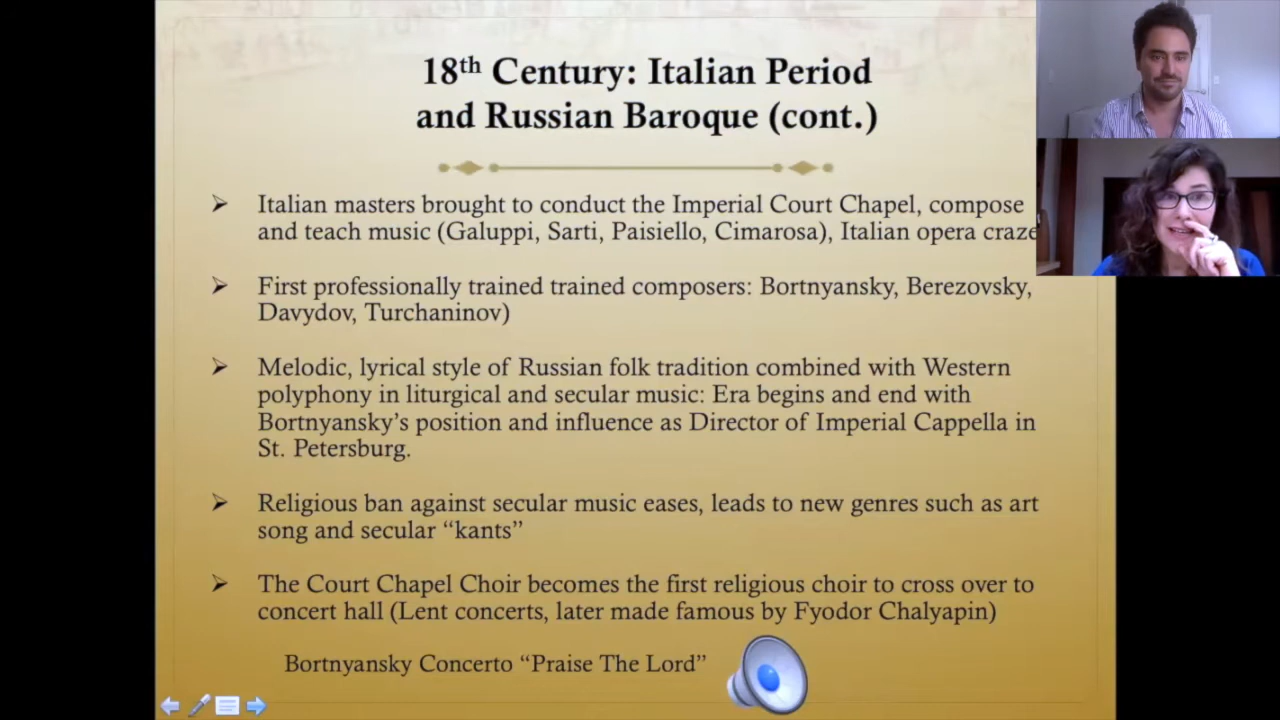 18th Century: Italian Period
and Russian Baroque (cont.)
Italian masters brought to conduct the Imperial Court Chapel, compose
and teach music (Galuppi, Sarti, Paisiello, Cimarosa), Italian opera craze
First professionally trained trained composers: Bortnyansky, Berezovsky,
Davydov, Turchaninov)
Melodic, lyrical style of Russian folk tradition combined with Western
polyphony in liturgical and secular music: Era begins and end with
Bortnyansky’s position and influence as Director of Imperial Cappella in
St. Petersburg.
Religious ban against secular music eases, leads to new genres such as art
song and secular “kants”
The Court Chapel Choir becomes the first religious choir to cross over to
concert hall (Lent concerts, later made famous by Fyodor Chalyapin)
Bortnyansky Concerto “Praise The Lord”